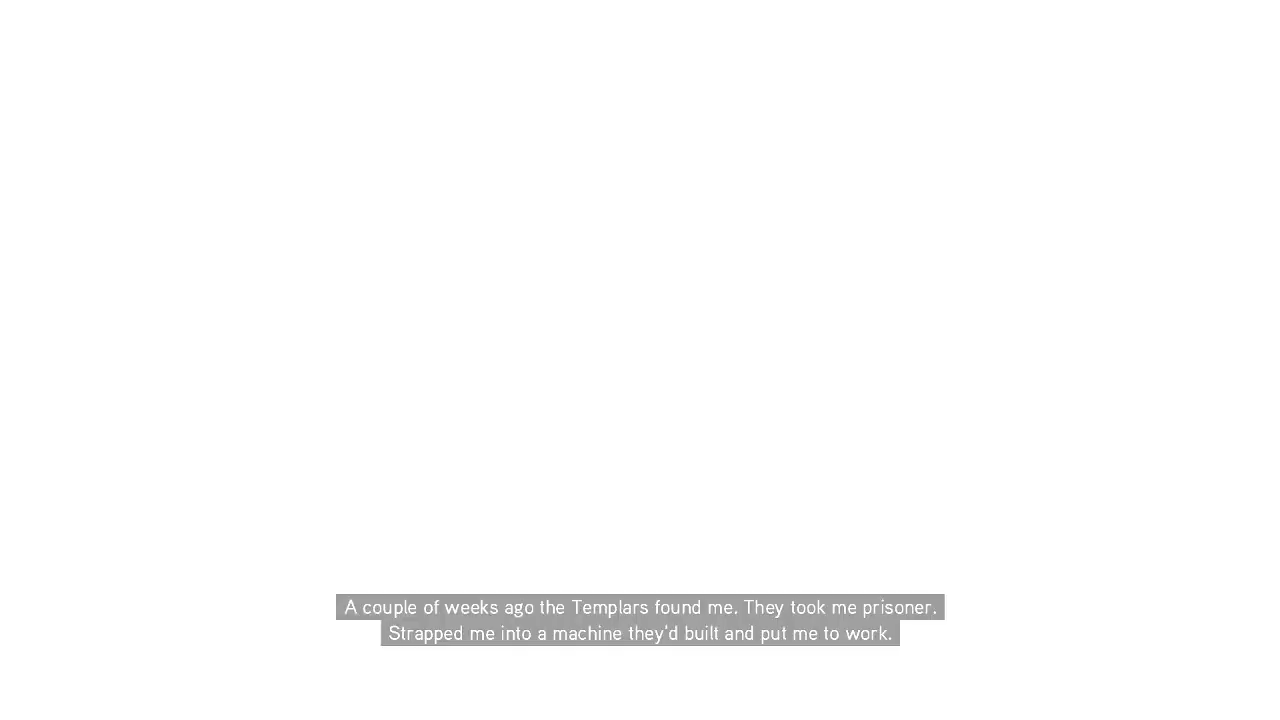 A couple of weeks ago the Templars found me. They took me prisoner.
Strapped me into a machine they'd built and put me to work.